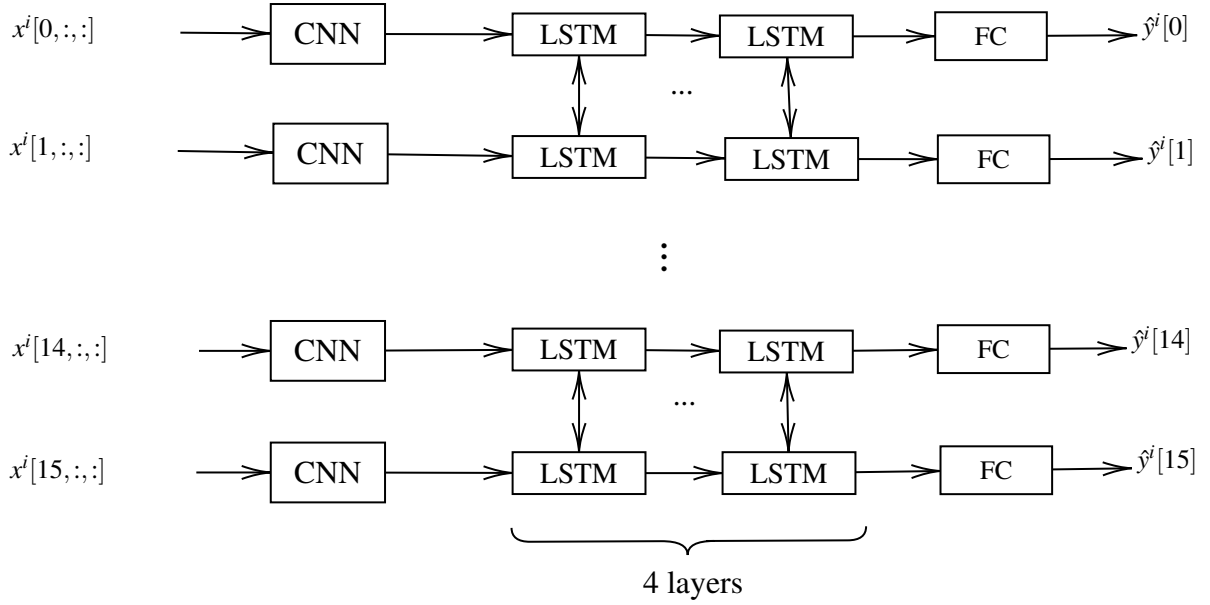 x^i[0,:,:] CNN LSTM LSTM FC ŷ^i[0]
...
x^i[1,:,:] CNN LSTM LSTM FC ŷ^i[1]
⋮
x^i[14,:,:] CNN LSTM LSTM FC ŷ^i[14]
...
x^i[15,:,:] CNN LSTM LSTM FC ŷ^i[15]
4 layers